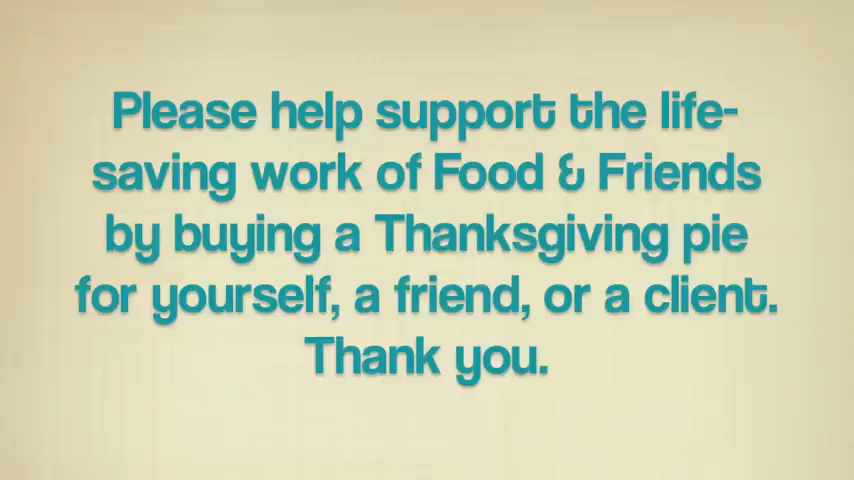 Please help support the life-
saving work of Food & Friends
by buying a Thanksgiving pie
for yourself, a friend, or a client.
Thank you.